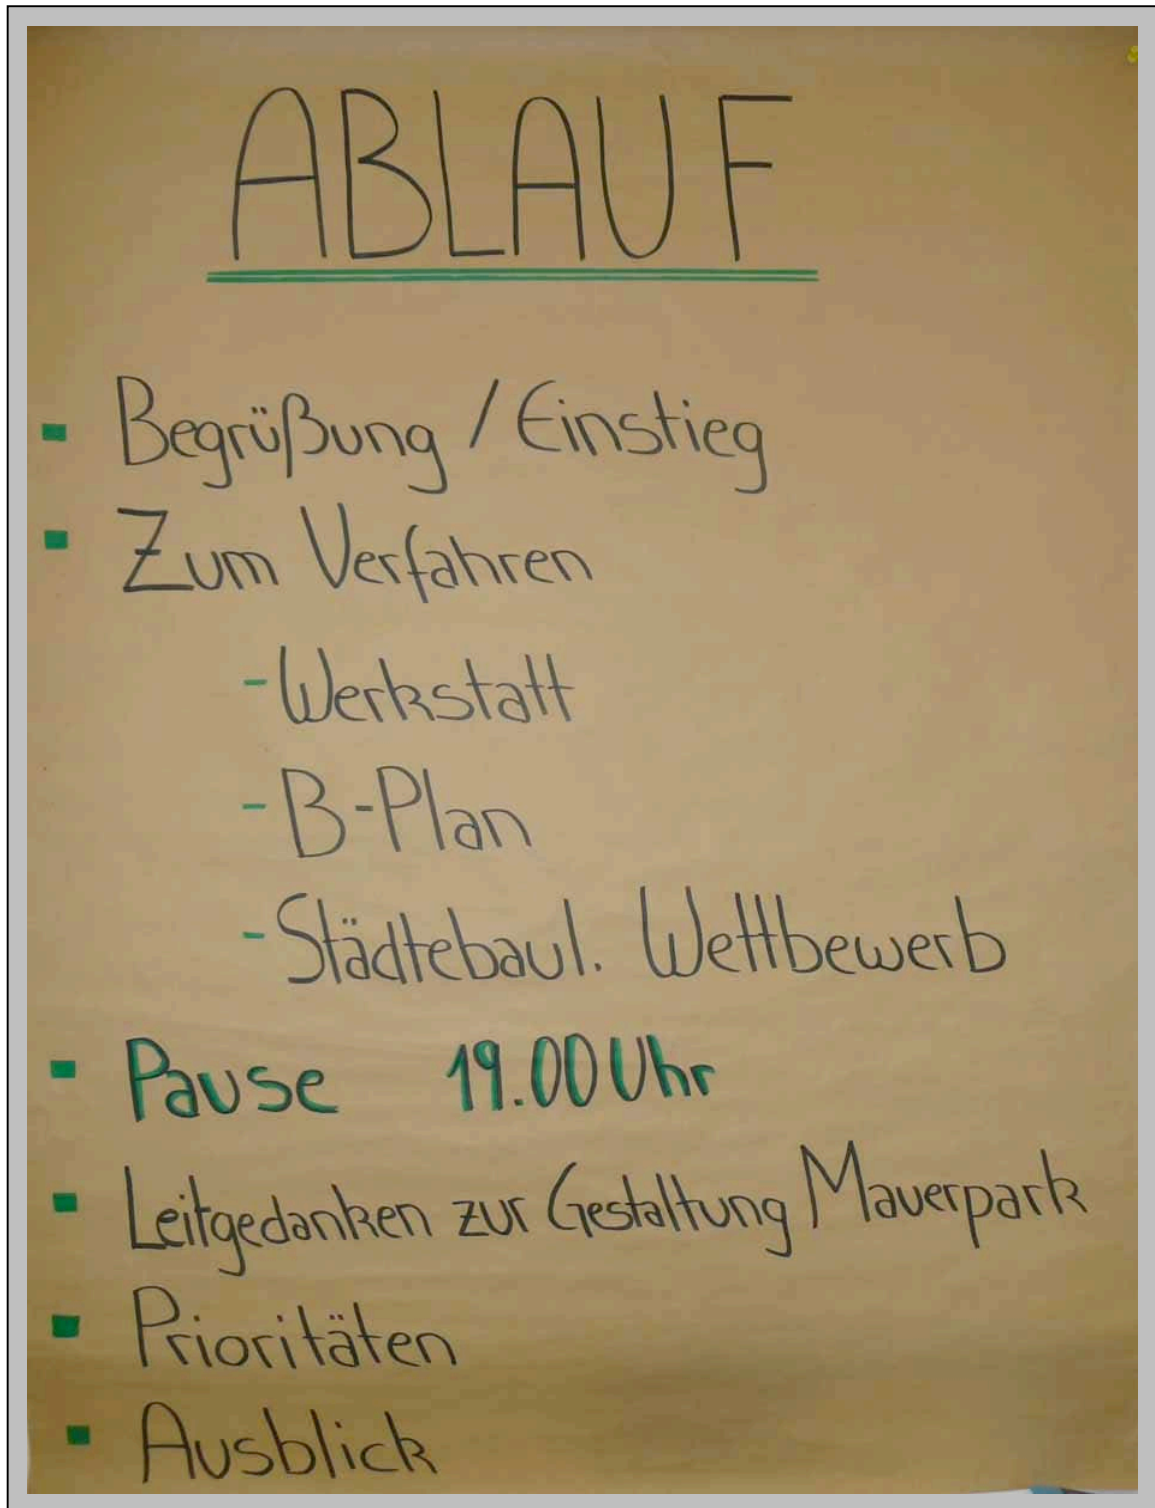 ABLAUF
- Begrüßung / Einstieg
- Zum Verfahren
- Werkstatt
- B-Plan
- Städtebaul. Wettbewerb
- Pause 19.00 Uhr
- Leitgedanken zur Gestaltung Mauerpark
- Prioritäten
- Ausblick